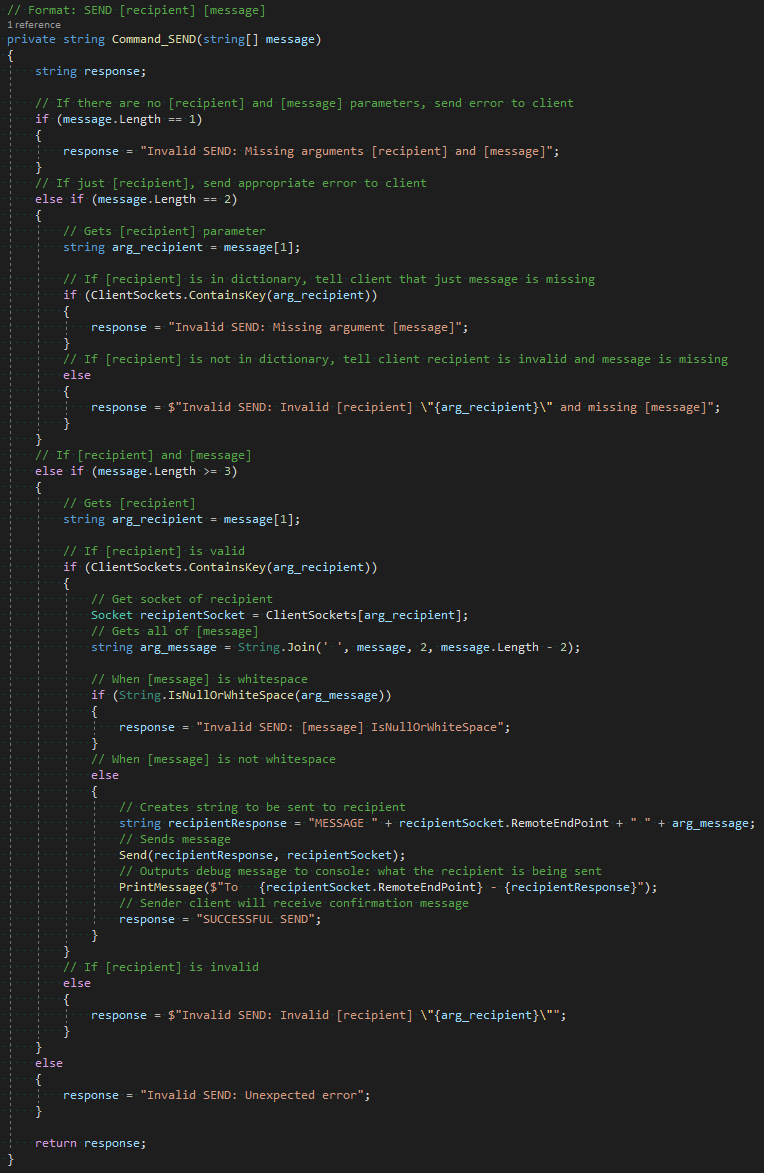 // Format: SEND [recipient] [message]
1 reference
private string Command_SEND(string[] message)
{
    string response;

    // If there are no [recipient] and [message] parameters, send error to client
    if (message.Length == 1)
    {
        response = "Invalid SEND: Missing arguments [recipient] and [message]";
    }
    // If just [recipient], send appropriate error to client
    else if (message.Length == 2)
    {
        // Gets [recipient] parameter
        string arg_recipient = message[1];

        // If [recipient] is in dictionary, tell client that just message is missing
        if (ClientSockets.ContainsKey(arg_recipient))
        {
            response = "Invalid SEND: Missing argument [message]";
        }
        // If [recipient] is not in dictionary, tell client recipient is invalid and message is missing
        else
        {
            response = $"Invalid SEND: Invalid [recipient] \"{arg_recipient}\" and missing [message]";
        }
    }
    // If [recipient] and [message]
    else if (message.Length >= 3)
    {
        // Gets [recipient]
        string arg_recipient = message[1];

        // If [recipient] is valid
        if (ClientSockets.ContainsKey(arg_recipient))
        {
            // Get socket of recipient
            Socket recipientSocket = ClientSockets[arg_recipient];
            // Gets all of [message]
            string arg_message = String.Join(' ', message, 2, message.Length - 2);

            // When [message] is whitespace
            if (String.IsNullOrWhiteSpace(arg_message))
            {
                response = "Invalid SEND: [message] IsNullOrWhiteSpace";
            }
            // When [message] is not whitespace
            else
            {
                // Creates string to be sent to recipient
                string recipientResponse = "MESSAGE " + recipientSocket.RemoteEndPoint + " " + arg_message;
                // Sends message
                Send(recipientResponse, recipientSocket);
                // Outputs debug message to console: what the recipient is being sent
                PrintMessage($"To   {recipientSocket.RemoteEndPoint} - {recipientResponse}");
                // Sender client will receive confirmation message
                response = "SUCCESSFUL SEND";
            }
        }
        // If [recipient] is invalid
        else
        {
            response = $"Invalid SEND: Invalid [recipient] \"{arg_recipient}\"";
        }
    }
    else
    {
        response = "Invalid SEND: Unexpected error";
    }

    return response;
}